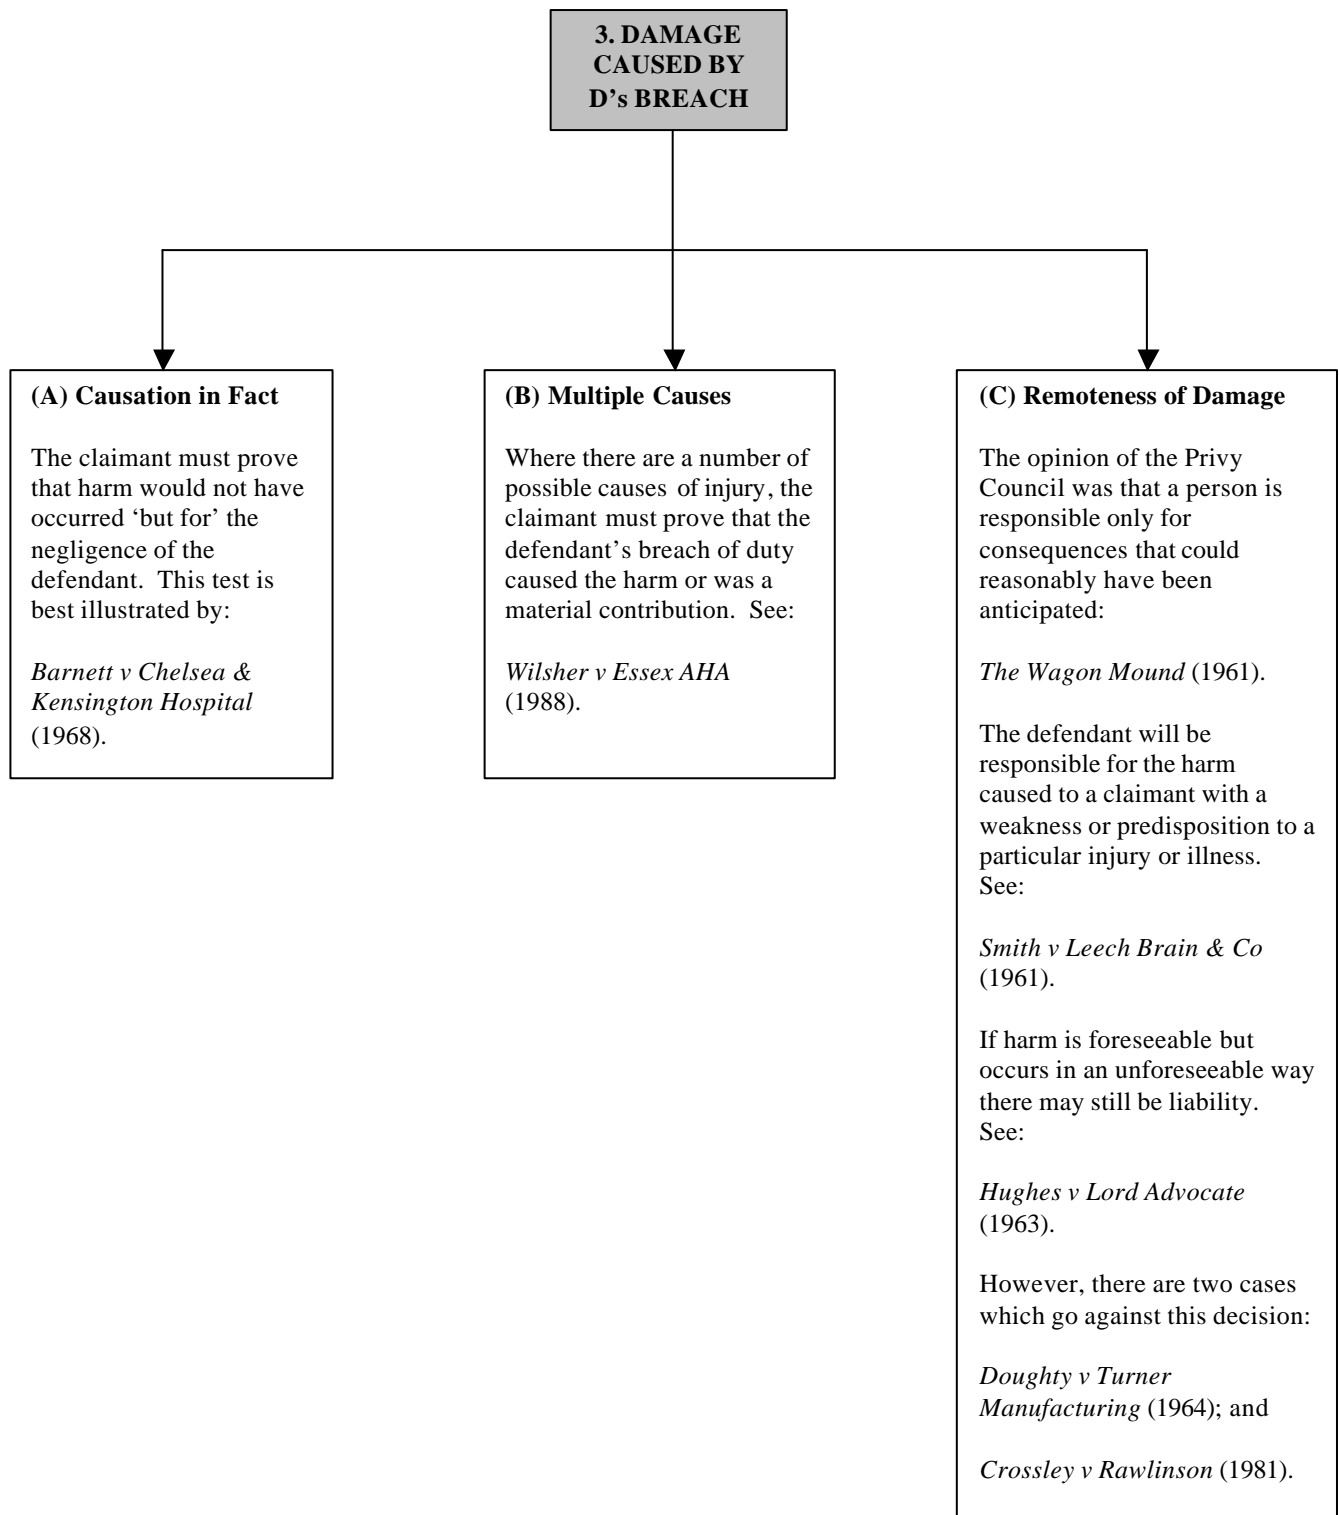 3. DAMAGE
CAUSED BY
D’s BREACH
(A) Causation in Fact
The claimant must prove
that harm would not have
occurred ‘but for’ the
negligence of the
defendant. This test is
best illustrated by:
Barnett v Chelsea &
Kensington Hospital
(1968).
(B) Multiple Causes
Where there are a number of
possible causes of injury, the
claimant must prove that the
defendant’s breach of duty
caused the harm or was a
material contribution. See:
Wilsher v Essex AHA
(1988).
(C) Remoteness of Damage
The opinion of the Privy
Council was that a person is
responsible only for
consequences that could
reasonably have been
anticipated:
The Wagon Mound (1961).
The defendant will be
responsible for the harm
caused to a claimant with a
weakness or predisposition to a
particular injury or illness.
See:
Smith v Leech Brain & Co
(1961).
If harm is foreseeable but
occurs in an unforeseeable way
there may still be liability.
See:
Hughes v Lord Advocate
(1963).
However, there are two cases
which go against this decision:
Doughty v Turner
Manufacturing (1964); and
Crossley v Rawlinson (1981).